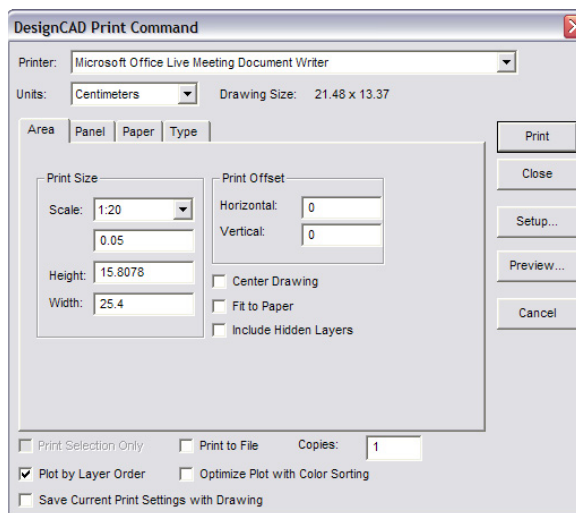 DesignCAD Print Command
Printer: Microsoft Office Live Meeting Document Writer
Units: Centimeters Drawing Size: 21.48 x 13.37
Area Panel Paper Type
Print
Close
Setup...
Preview...
Cancel
Print Size
Scale: 1:20
0.05
Height: 15.8078
Width: 25.4
Print Offset
Horizontal: 0
Vertical: 0
Center Drawing
Fit to Paper
Include Hidden Layers
Print Selection Only Print to File Copies: 1
Plot by Layer Order Optimize Plot with Color Sorting
Save Current Print Settings with Drawing